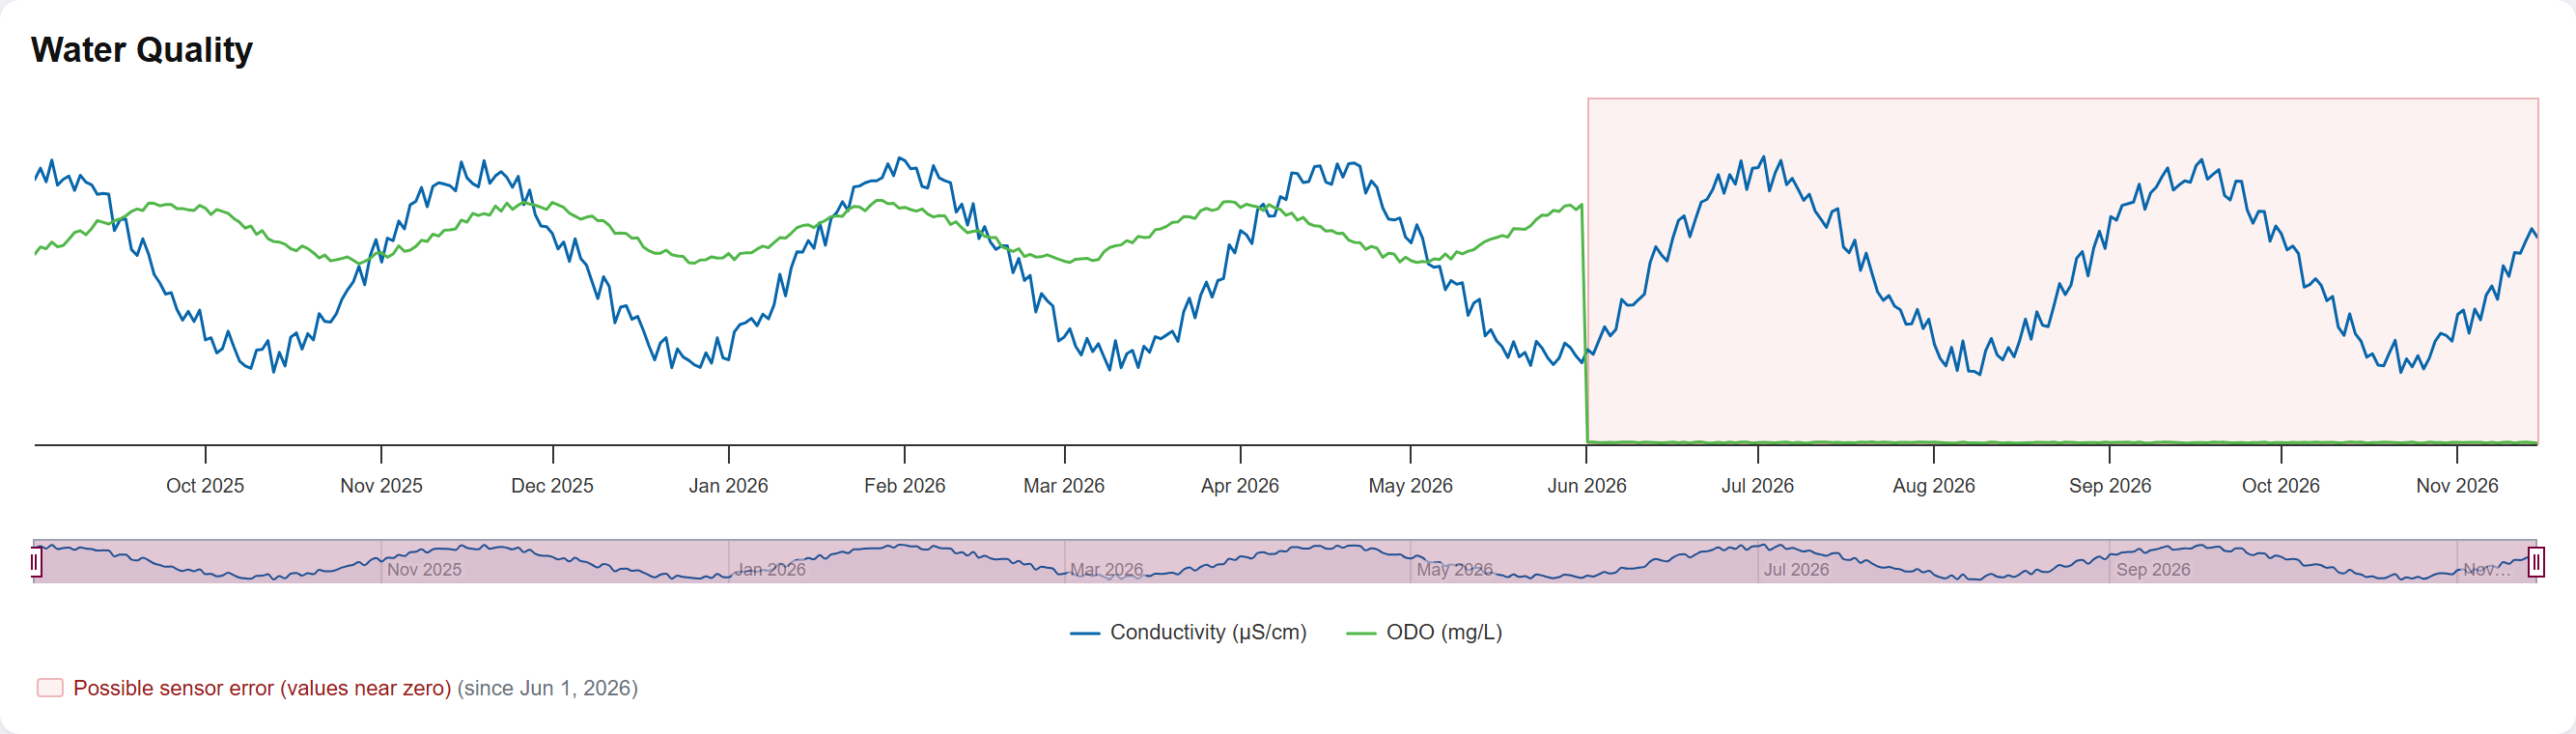 Water Quality
Oct 2025 Nov 2025 Dec 2025 Jan 2026 Feb 2026 Mar 2026 Apr 2026 May 2026 Jun 2026 Jul 2026 Aug 2026 Sep 2026 Oct 2026 Nov 2026
Nov 2025 Jan 2026 Mar 2026 May 2026 Jul 2026 Sep 2026 Nov…
Conductivity (µS/cm) ODO (mg/L)
Possible sensor error (values near zero) (since Jun 1, 2026)